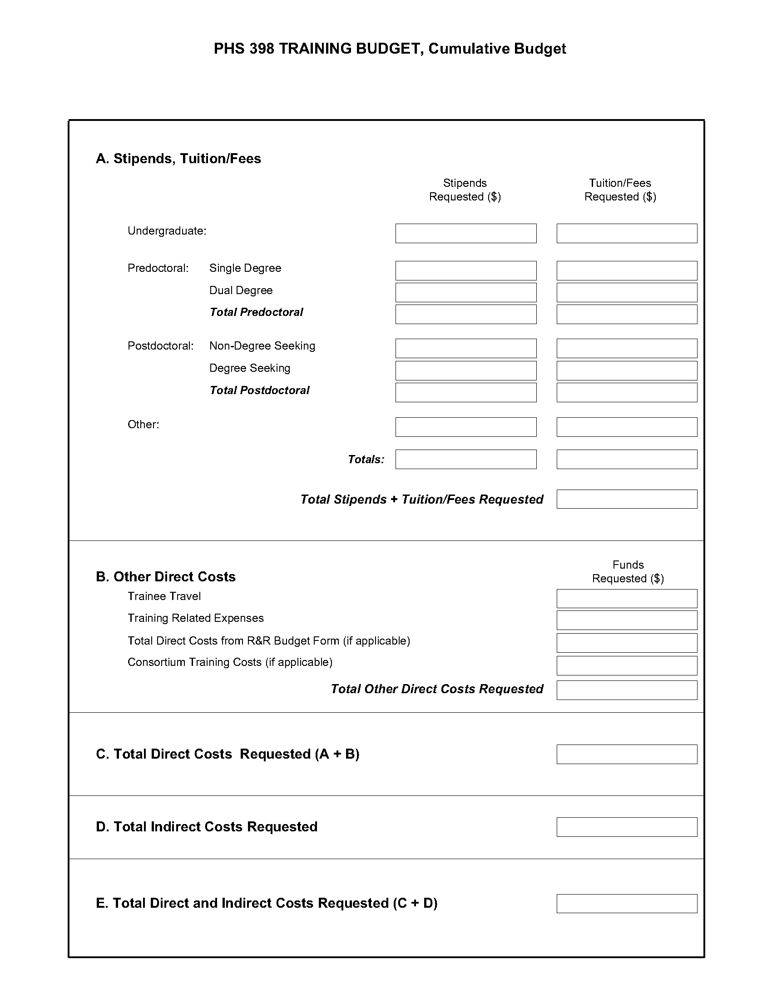 PHS 398 TRAINING BUDGET, Cumulative Budget
A. Stipends, Tuition/Fees
Stipends Requested ($)
Tuition/Fees Requested ($)
Undergraduate:
Predoctoral: Single Degree
Dual Degree
Total Predoctoral
Postdoctoral: Non-Degree Seeking
Degree Seeking
Total Postdoctoral
Other:
Totals:
Total Stipends + Tuition/Fees Requested
B. Other Direct Costs
Funds Requested ($)
Trainee Travel
Training Related Expenses
Total Direct Costs from R&R Budget Form (if applicable)
Consortium Training Costs (if applicable)
Total Other Direct Costs Requested
C. Total Direct Costs  Requested (A + B)
D. Total Indirect Costs Requested
E. Total Direct and Indirect Costs Requested (C + D)